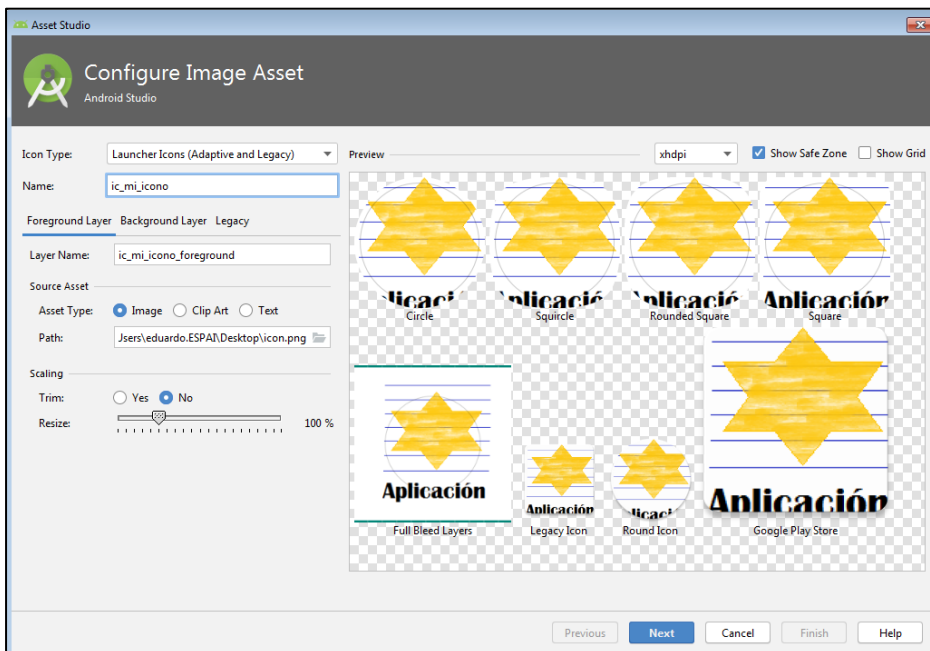 Asset Studio
Configure Image Asset
Android Studio
Icon Type: Launcher Icons (Adaptive and Legacy)
Name: ic_mi_icono
Foreground Layer Background Layer Legacy
Layer Name: ic_mi_icono_foreground
Source Asset
Asset Type: Image Clip Art Text
Path: Jsers\eduardo.ESPAI\Desktop\icon.png
Scaling
Trim: Yes No
Resize: 100 %
Preview xhdpi Show Safe Zone Show Grid
plicació Aplicación
Circle Squircle Rounded Square Square
Aplicación Aplicación Aplicación
Full Bleed Layers Legacy Icon Round Icon Google Play Store
Previous Next Cancel Finish Help